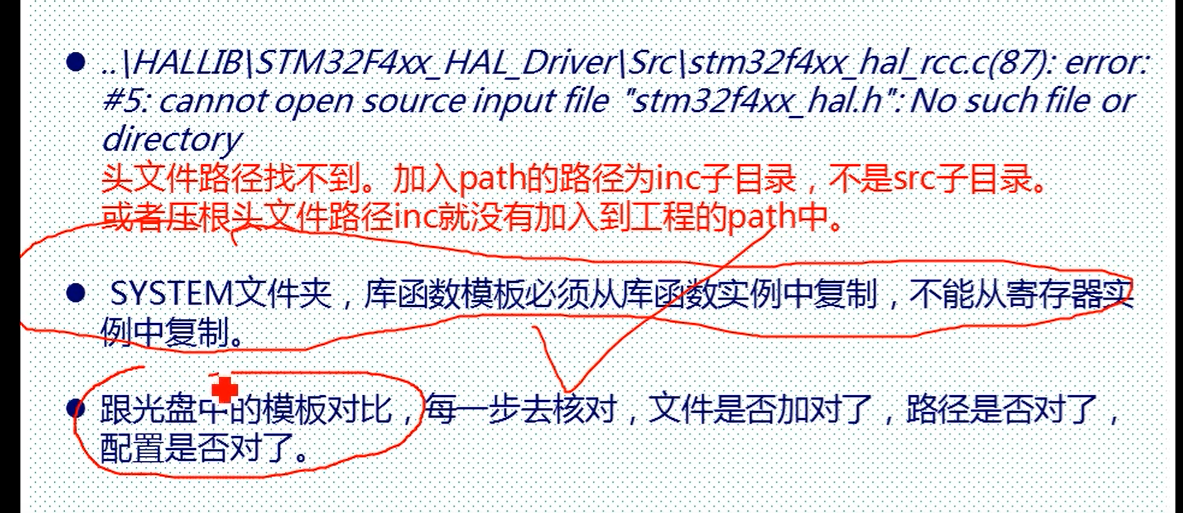 ..\HALLIB\STM32F4xx_HAL_Driver\Src\stm32f4xx_hal_rcc.c(87): error:
#5: cannot open source input file "stm32f4xx_hal.h": No such file or
directory
头文件路径找不到。加入path的路径为inc子目录，不是src子目录。
或者压根头文件路径inc就没有加入到工程的path中。
SYSTEM文件夹，库函数模板必须从库函数实例中复制，不能从寄存器实
例中复制。
跟光盘中的模板对比，每一步去核对，文件是否加对了，路径是否对了，
配置是否对了。